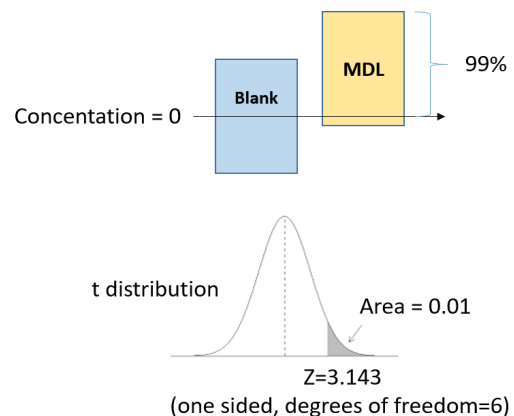 99%
MDL
Blank
Concentation = 0
t distribution
Area = 0.01
Z=3.143
(one sided, degrees of freedom=6)